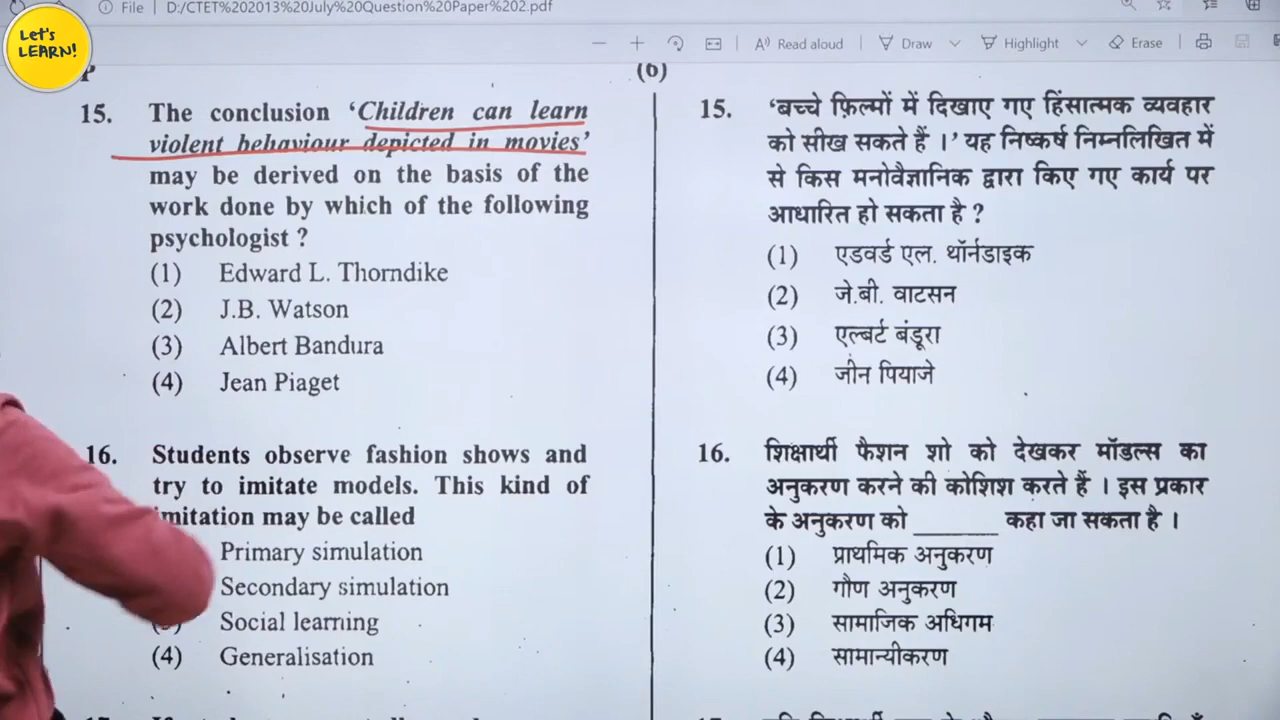 Let's
LEARN!
File | D:/CTET%202013%20July%20Question%20Paper%202.pdf
Read aloud
Draw
Highlight
Erase
P
(6)
15. The conclusion ‘Children can learn
violent behaviour depicted in movies’
may be derived on the basis of the
work done by which of the following
psychologist ?
(1) Edward L. Thorndike
(2) J.B. Watson
(3) Albert Bandura
(4) Jean Piaget
16. Students observe fashion shows and
try to imitate models. This kind of
imitation may be called
Primary simulation
Secondary simulation
(3) Social learning
(4) Generalisation
15. ‘बच्चे फ़िल्मों में दिखाए गए हिंसात्मक व्यवहार
को सीख सकते हैं ।’ यह निष्कर्ष निम्नलिखित में
से किस मनोवैज्ञानिक द्वारा किए गए कार्य पर
आधारित हो सकता है ?
(1) एडवर्ड एल. थॉर्नडाइक
(2) जे.बी. वाटसन
(3) एल्बर्ट बंडूरा
(4) जीन पियाजे
16. शिक्षार्थी फैशन शो को देखकर मॉडल्स का
अनुकरण करने की कोशिश करते हैं । इस प्रकार
के अनुकरण को ________ कहा जा सकता है ।
(1) प्राथमिक अनुकरण
(2) गौण अनुकरण
(3) सामाजिक अधिगम
(4) सामान्यीकरण